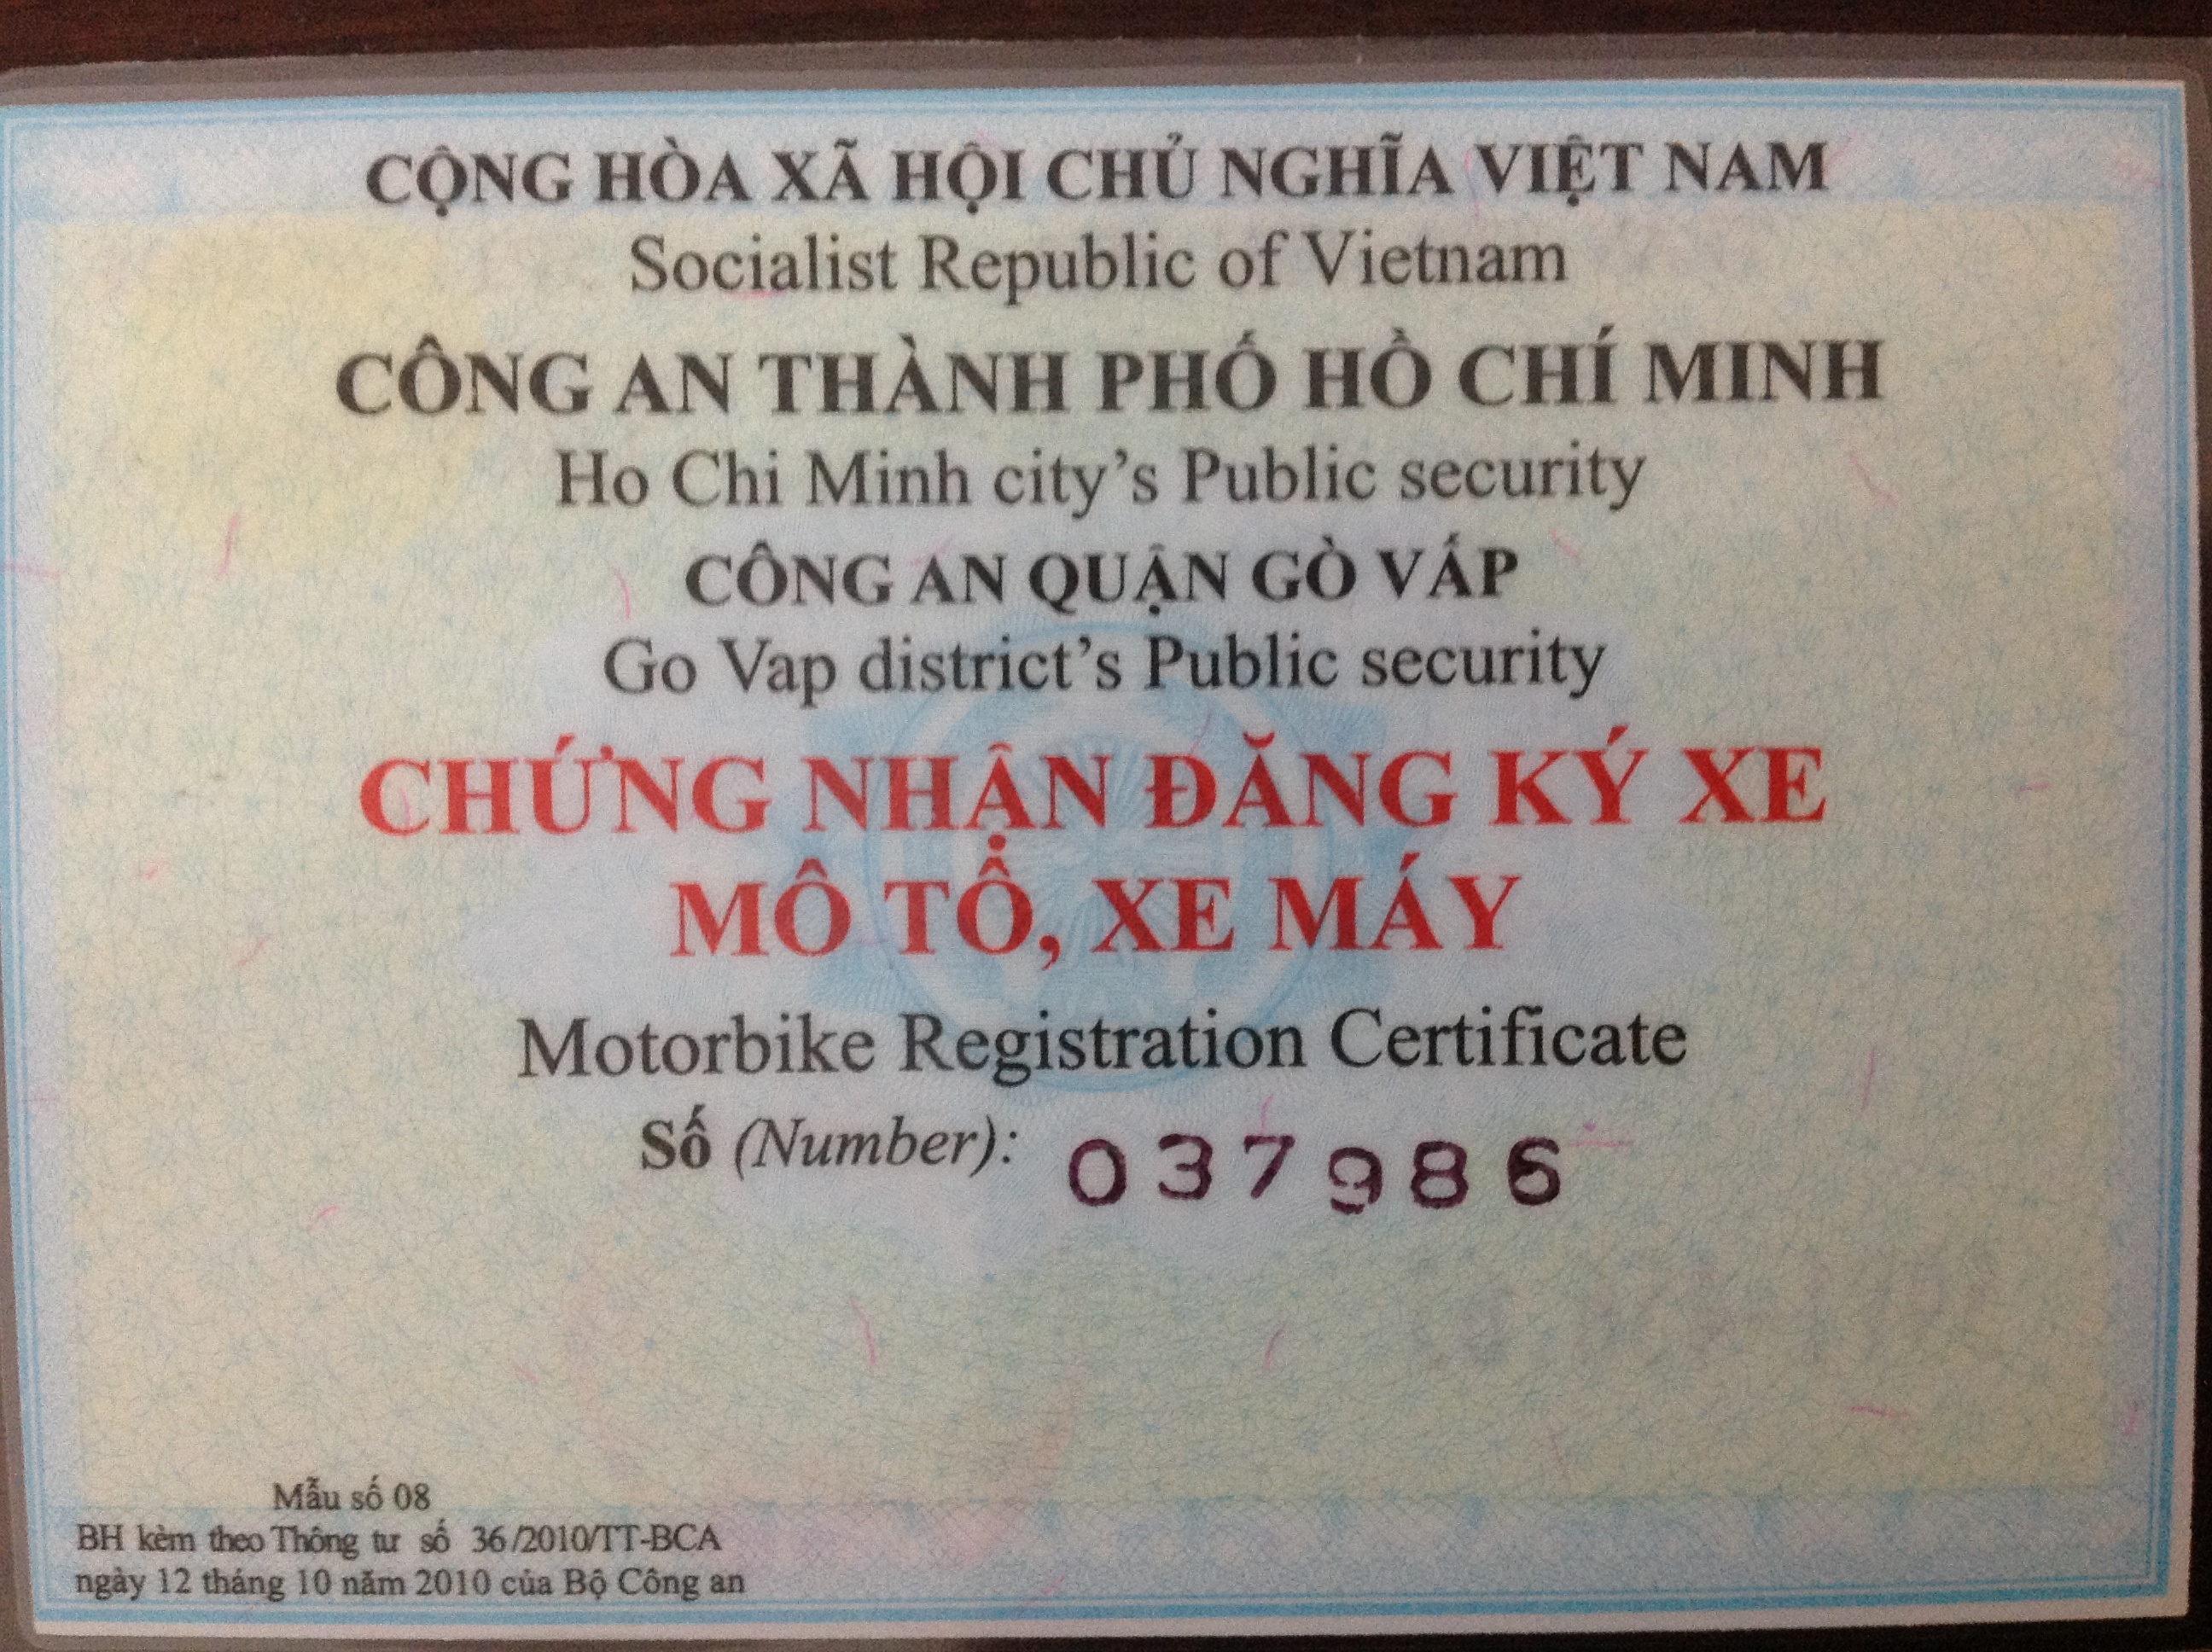 CỘNG HÒA XÃ HỘI CHỦ NGHĨA VIỆT NAM
Socialist Republic of Vietnam
CÔNG AN THÀNH PHỐ HỒ CHÍ MINH
Ho Chi Minh city’s Public security
CÔNG AN QUẬN GÒ VẤP
Go Vap district’s Public security
CHỨNG NHẬN ĐĂNG KÝ XE
MÔ TÔ, XE MÁY
Motorbike Registration Certificate
Số (Number): 037986
Mẫu số 08
BH kèm theo Thông tư số 36/2010/TT-BCA
ngày 12 tháng 10 năm 2010 của Bộ Công an